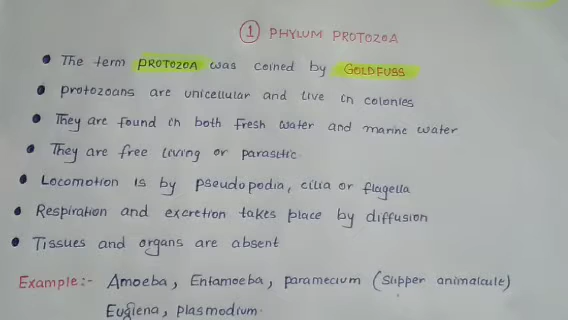 ① PHYLUM PROTOZOA
• The term PROTOZOA was coined by GOLDFUSS
• Protozoans are unicellular and live in colonies
• They are found in both fresh water and marine water
• They are free living or parasitic.
• Locomotion is by pseudopodia, cilia or flagella
• Respiration and excretion takes place by diffusion
• Tissues and organs are absent
Example:- Amoeba, Entamoeba, paramecium (slipper animalcule)
Euglena, plasmodium.